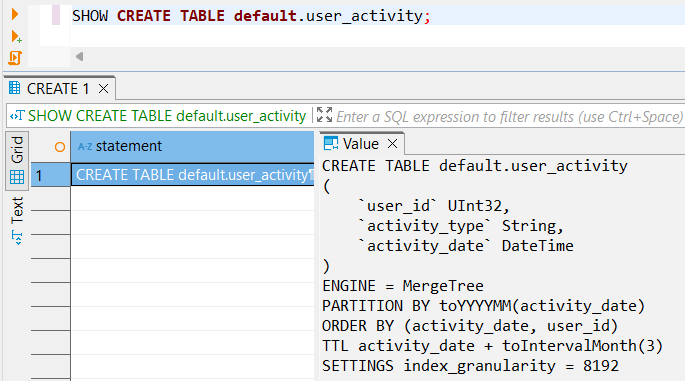 SHOW CREATE TABLE default.user_activity;
CREATE 1
SHOW CREATE TABLE default.user_activity
Enter a SQL expression to filter results (use Ctrl+Space)
Grid
Text
A-Z statement
1
CREATE TABLE default.user_activity¶
Value
CREATE TABLE default.user_activity
(
    `user_id` UInt32,
    `activity_type` String,
    `activity_date` DateTime
)
ENGINE = MergeTree
PARTITION BY toYYYYMM(activity_date)
ORDER BY (activity_date, user_id)
TTL activity_date + toIntervalMonth(3)
SETTINGS index_granularity = 8192